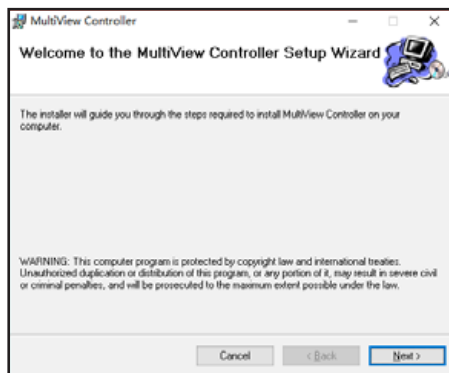 MultiView Controller
Welcome to the MultiView Controller Setup Wizard
The installer will guide you through the steps required to install MultiView Controller on your
computer.
WARNING: This computer program is protected by copyright law and international treaties.
Unauthorized duplication or distribution of this program, or any portion of it, may result in severe civil
or criminal penalties, and will be prosecuted to the maximum extent possible under the law.
Cancel < Back Next >